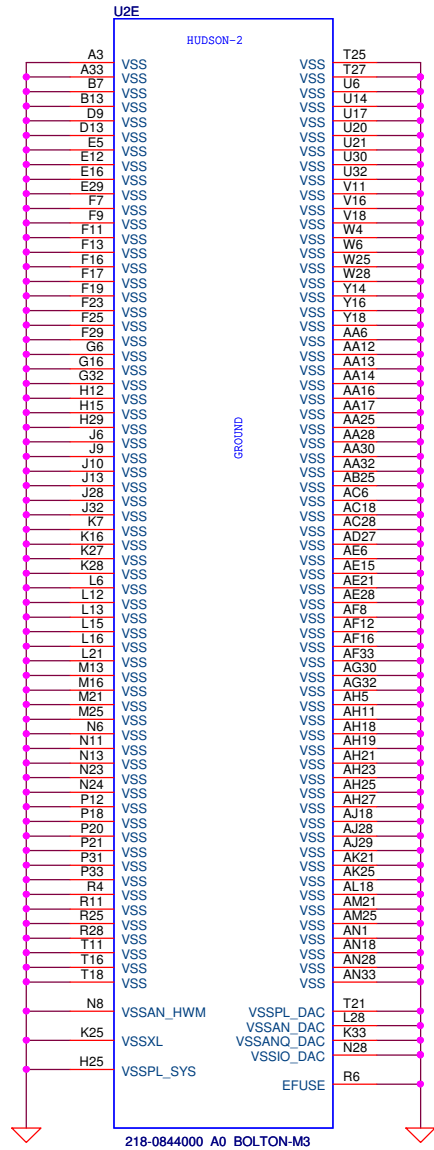 U2E
HUDSON-2
A3 VSS VSS T25
A33 VSS VSS T27
B7 VSS VSS U6
B13 VSS VSS U14
D9 VSS VSS U17
D13 VSS VSS U20
E5 VSS VSS U21
E12 VSS VSS U30
E16 VSS VSS U32
E29 VSS VSS V11
F7 VSS VSS V16
F9 VSS VSS V18
F11 VSS VSS W4
F13 VSS VSS W6
F16 VSS VSS W25
F17 VSS VSS W28
F19 VSS VSS Y14
F23 VSS VSS Y16
F25 VSS VSS Y18
F29 VSS VSS AA6
G6 VSS VSS AA12
G16 VSS VSS AA13
G32 VSS VSS AA14
H12 VSS VSS AA16
H15 VSS VSS AA17
H29 VSS VSS AA25
J6 VSS VSS AA28
J9 VSS VSS AA30
J10 VSS VSS AA32
J13 VSS VSS AB25
J28 VSS VSS AC6
J32 VSS VSS AC18
K7 VSS VSS AC28
K16 VSS VSS AD27
K27 VSS VSS AE6
K28 VSS VSS AE15
L6 VSS VSS AE21
L12 VSS VSS AE28
L13 VSS VSS AF8
L15 VSS VSS AF12
L16 VSS VSS AF16
L21 VSS VSS AF33
M13 VSS VSS AG30
M16 VSS VSS AG32
M21 VSS VSS AH5
M25 VSS VSS AH11
N6 VSS VSS AH18
N11 VSS VSS AH19
N13 VSS VSS AH21
N23 VSS VSS AH23
N24 VSS VSS AH25
P12 VSS VSS AH27
P18 VSS VSS AJ18
P20 VSS VSS AJ28
P21 VSS VSS AJ29
P31 VSS VSS AK21
P33 VSS VSS AK25
R4 VSS VSS AL18
R11 VSS VSS AM21
R25 VSS VSS AM25
R28 VSS VSS AN1
T11 VSS VSS AN18
T16 VSS VSS AN28
T18 VSS VSS AN33
GROUND
N8 VSSAN_HWM VSSPL_DAC T21
VSSAN_DAC L28
K25 VSSXL VSSANQ_DAC K33
VSSIO_DAC N28
H25 VSSPL_SYS
EFUSE R6
218-0844000 A0 BOLTON-M3